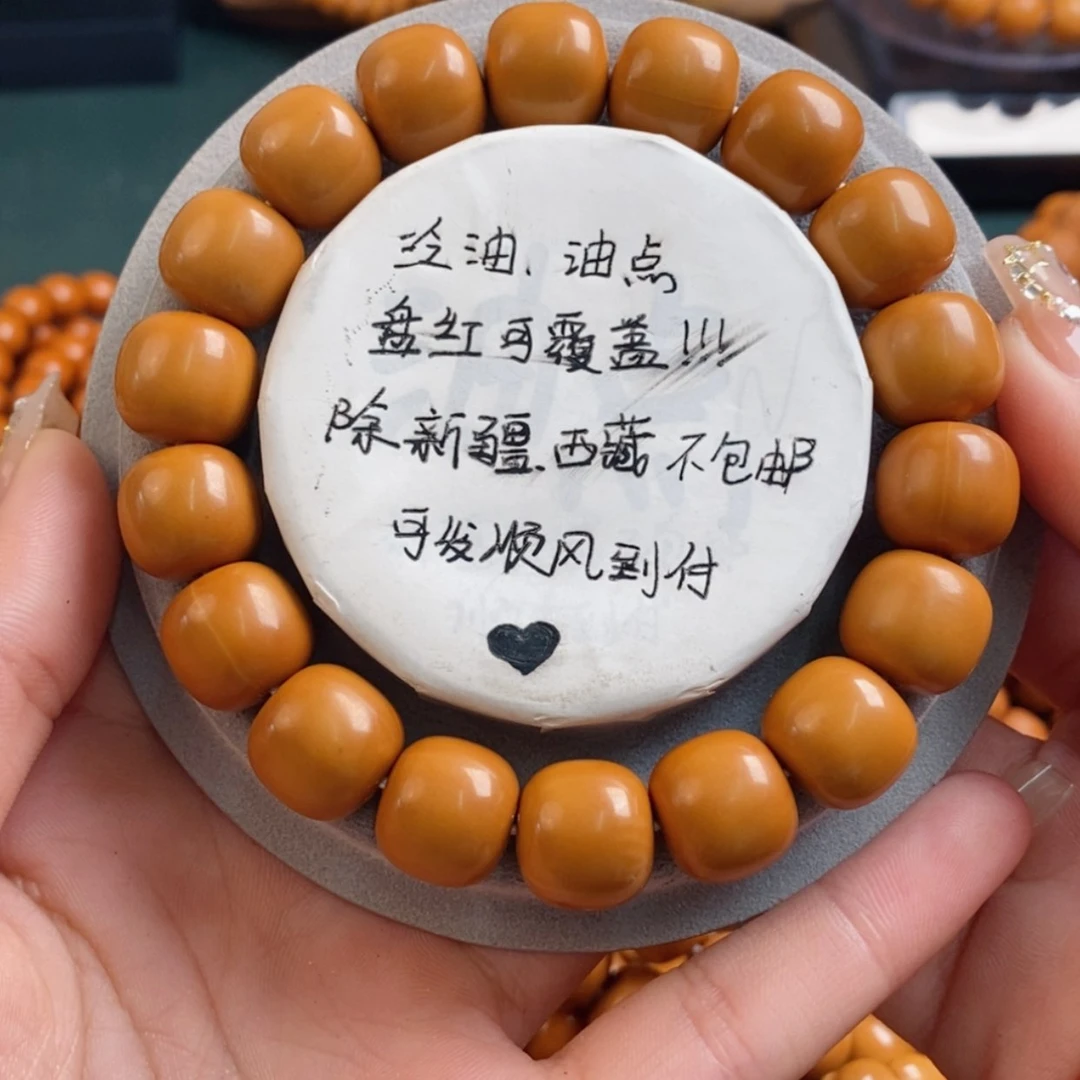 冷油、油点
盘红可覆盖!!!
除新疆、西藏不包邮
可发顺风到付